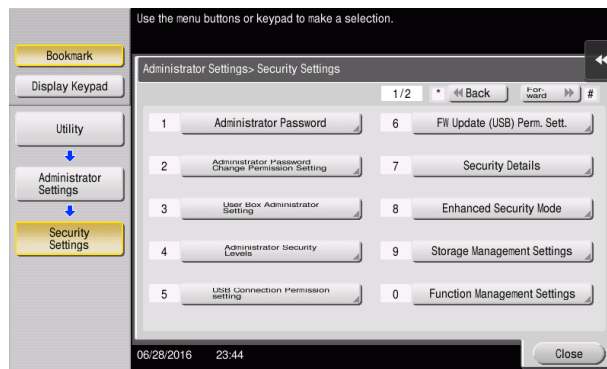 Use the menu buttons or keypad to make a selection.
Bookmark
Display Keypad
Utility
Administrator
Settings
Security
Settings
Administrator Settings> Security Settings
1/2 * Back For-
ward #
1 Administrator Password
2 Administrator Password
Change Permission Setting
3 User Box Administrator
Setting
4 Administrator Security
Levels
5 USB Connection Permission
setting
6 FW Update (USB) Perm. Sett.
7 Security Details
8 Enhanced Security Mode
9 Storage Management Settings
0 Function Management Settings
06/28/2016 23:44
Close